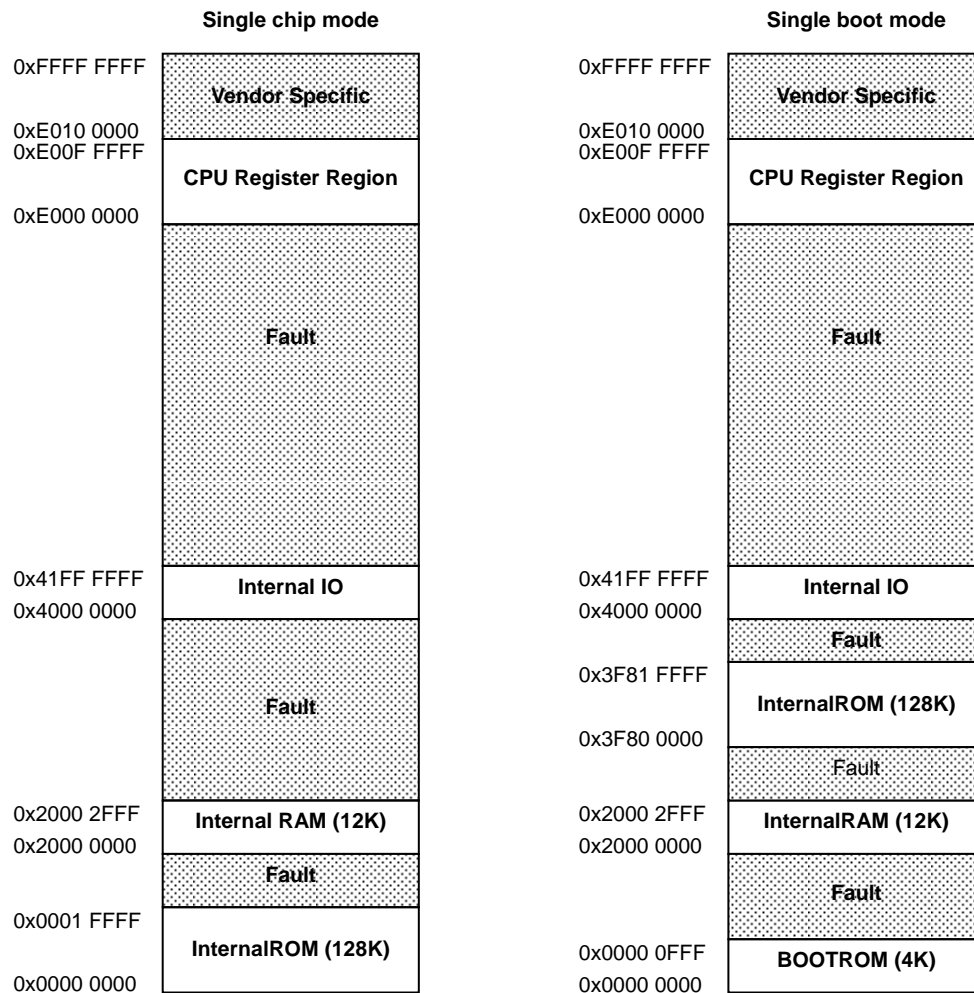 Single chip mode
0xFFFF FFFF
Vendor Specific
0xE010 0000
0xE00F FFFF
CPU Register Region
0xE000 0000
Fault
0x41FF FFFF
Internal IO
0x4000 0000
Fault
0x2000 2FFF
Internal RAM (12K)
0x2000 0000
Fault
0x0001 FFFF
InternalROM (128K)
0x0000 0000
Single boot mode
0xFFFF FFFF
Vendor Specific
0xE010 0000
0xE00F FFFF
CPU Register Region
0xE000 0000
Fault
0x41FF FFFF
Internal IO
0x4000 0000
Fault
0x3F81 FFFF
InternalROM (128K)
0x3F80 0000
Fault
0x2000 2FFF
InternalRAM (12K)
0x2000 0000
Fault
0x0000 0FFF
BOOTROM (4K)
0x0000 0000